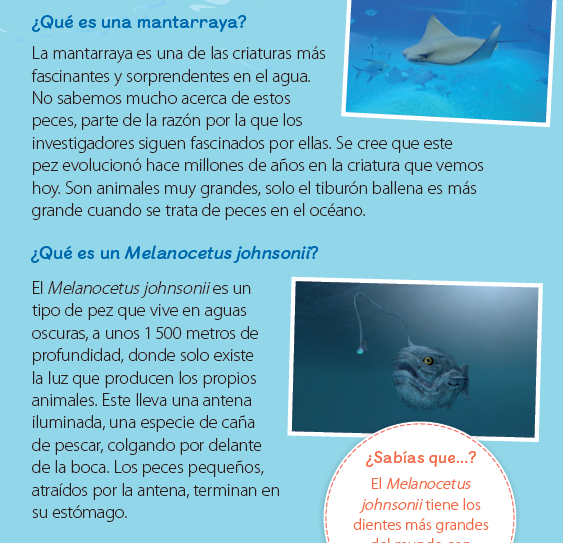 ¿Qué es una mantarraya?
La mantarraya es una de las criaturas más
fascinantes y sorprendentes en el agua.
No sabemos mucho acerca de estos
peces, parte de la razón por la que los
investigadores siguen fascinados por ellas. Se cree que este
pez evolucionó hace millones de años en la criatura que vemos
hoy. Son animales muy grandes, solo el tiburón ballena es más
grande cuando se trata de peces en el océano.
¿Qué es un Melanocetus johnsonii?
El Melanocetus johnsonii es un
tipo de pez que vive en aguas
oscuras, a unos 1 500 metros de
profundidad, donde solo existe
la luz que producen los propios
animales. Este lleva una antena
iluminada, una especie de caña
de pescar, colgando por delante
de la boca. Los peces pequeños,
atraídos por la antena, terminan en
su estómago.
¿Sabías que...?
El Melanocetus
johnsonii tiene los
dientes más grandes
del mundo con